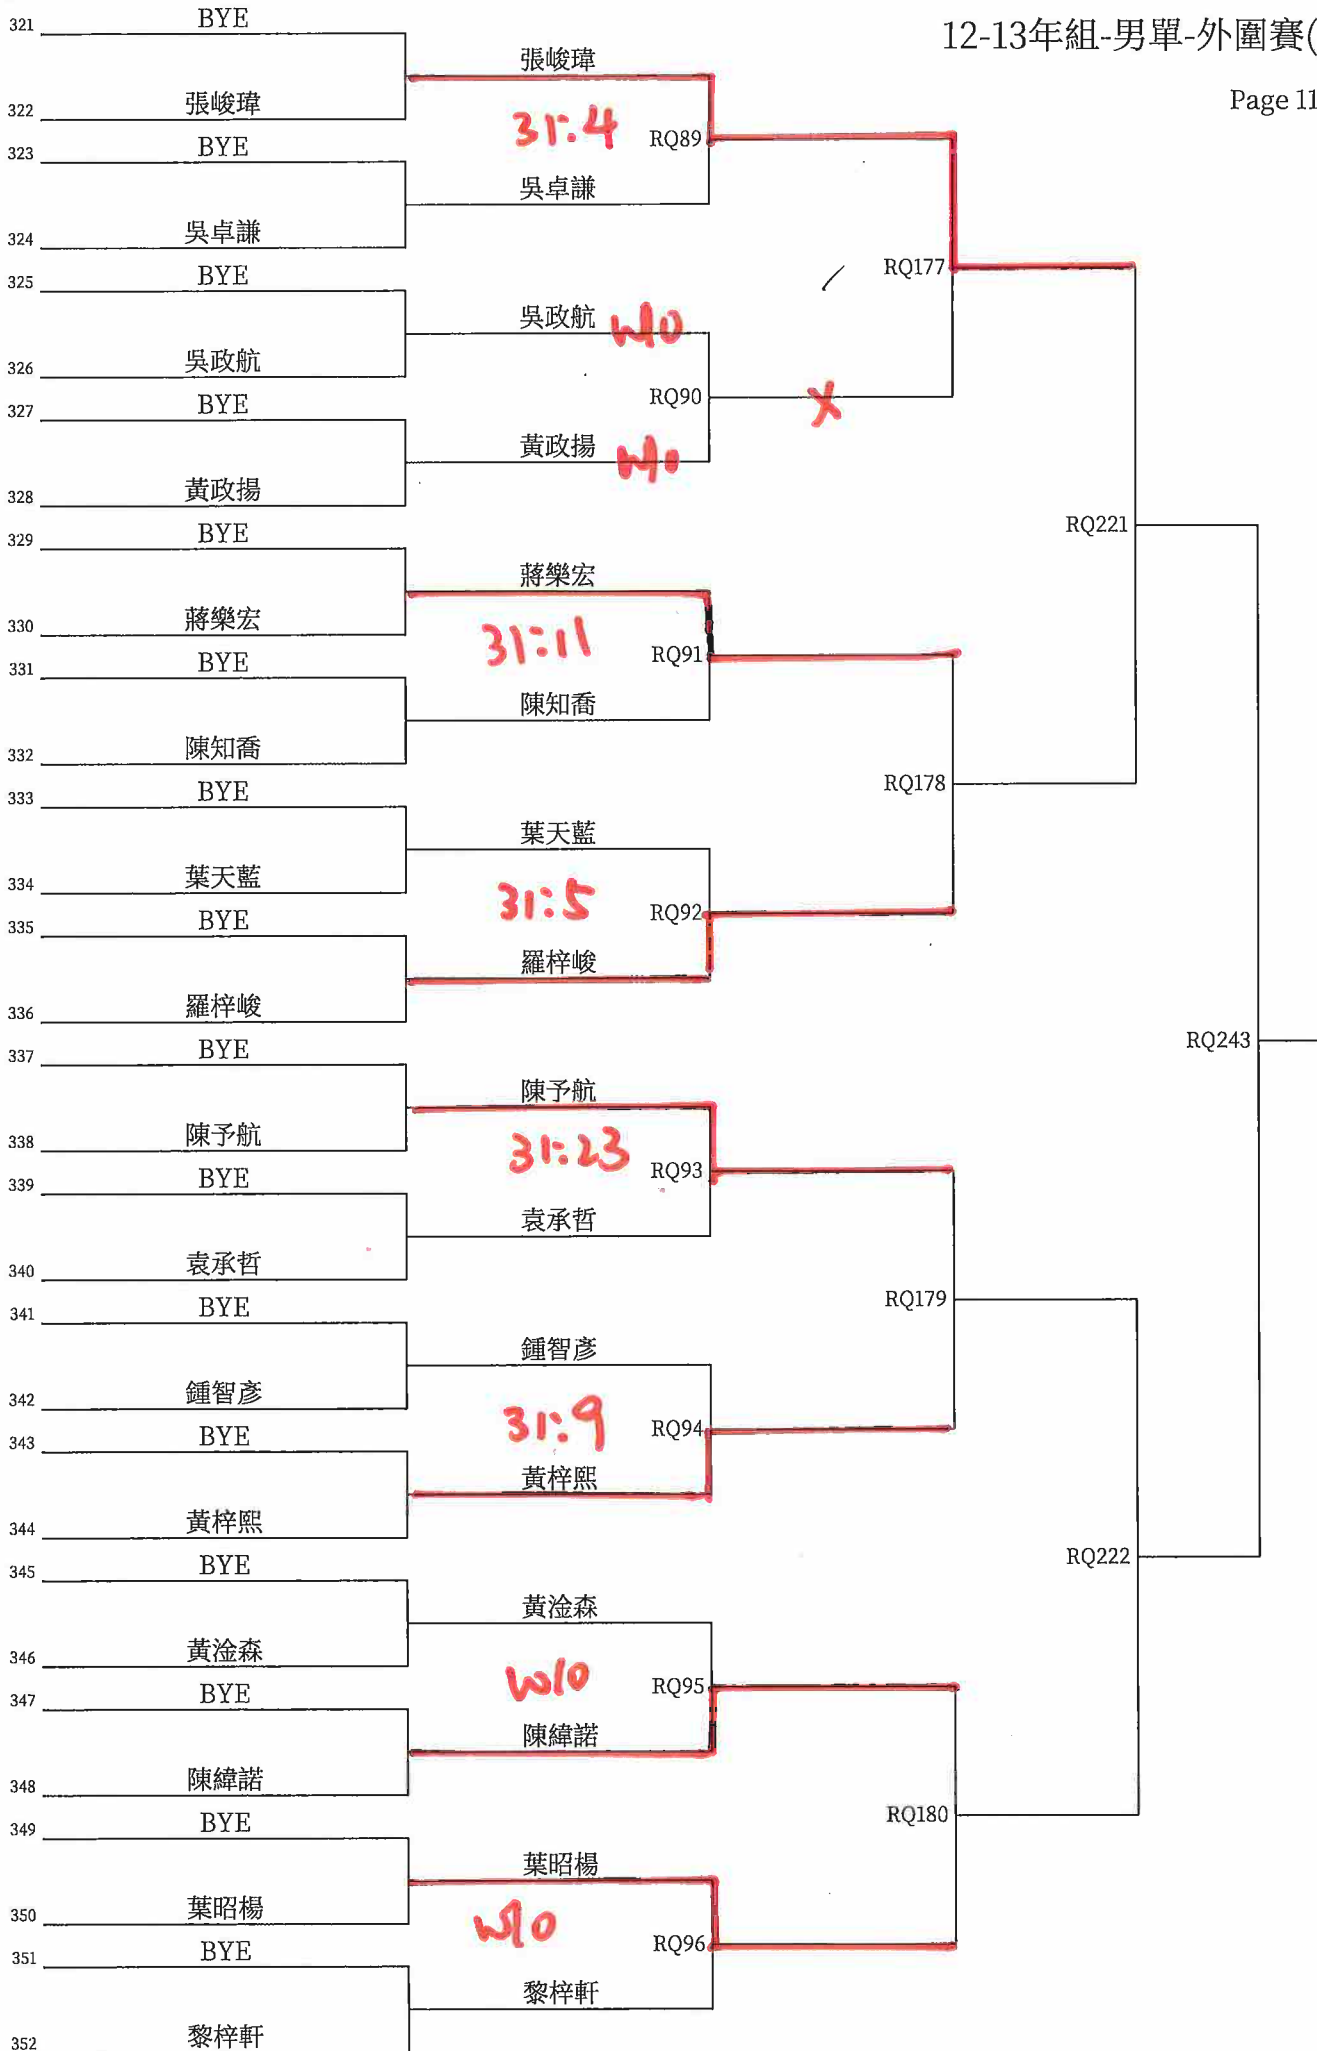 12-13年組-男單-外圍賽(
Page 11
321 BYE
張峻瑋
322 張峻瑋
31:4
RQ89
323 BYE
吳卓謙
324 吳卓謙
RQ177
325 BYE
吳政航 W/O
326 吳政航
RQ90
X
327 BYE
黃政揚 W/O
328 黃政揚
RQ221
329 BYE
蔣樂宏
330 蔣樂宏
31:11
RQ91
331 BYE
陳知喬
332 陳知喬
RQ178
333 BYE
葉天藍
334 葉天藍
31:5
RQ92
335 BYE
羅梓峻
336 羅梓峻
RQ243
337 BYE
陳予航
338 陳予航
31:23
RQ93
339 BYE
袁承哲
340 袁承哲
RQ179
341 BYE
鍾智彥
342 鍾智彥
31:9
RQ94
343 BYE
黃梓熙
344 黃梓熙
RQ222
345 BYE
黃淦森
346 黃淦森
W/O
RQ95
347 BYE
陳緯諾
348 陳緯諾
RQ180
349 BYE
葉昭楊
350 葉昭楊
W/O
RQ96
351 BYE
黎梓軒
352 黎梓軒